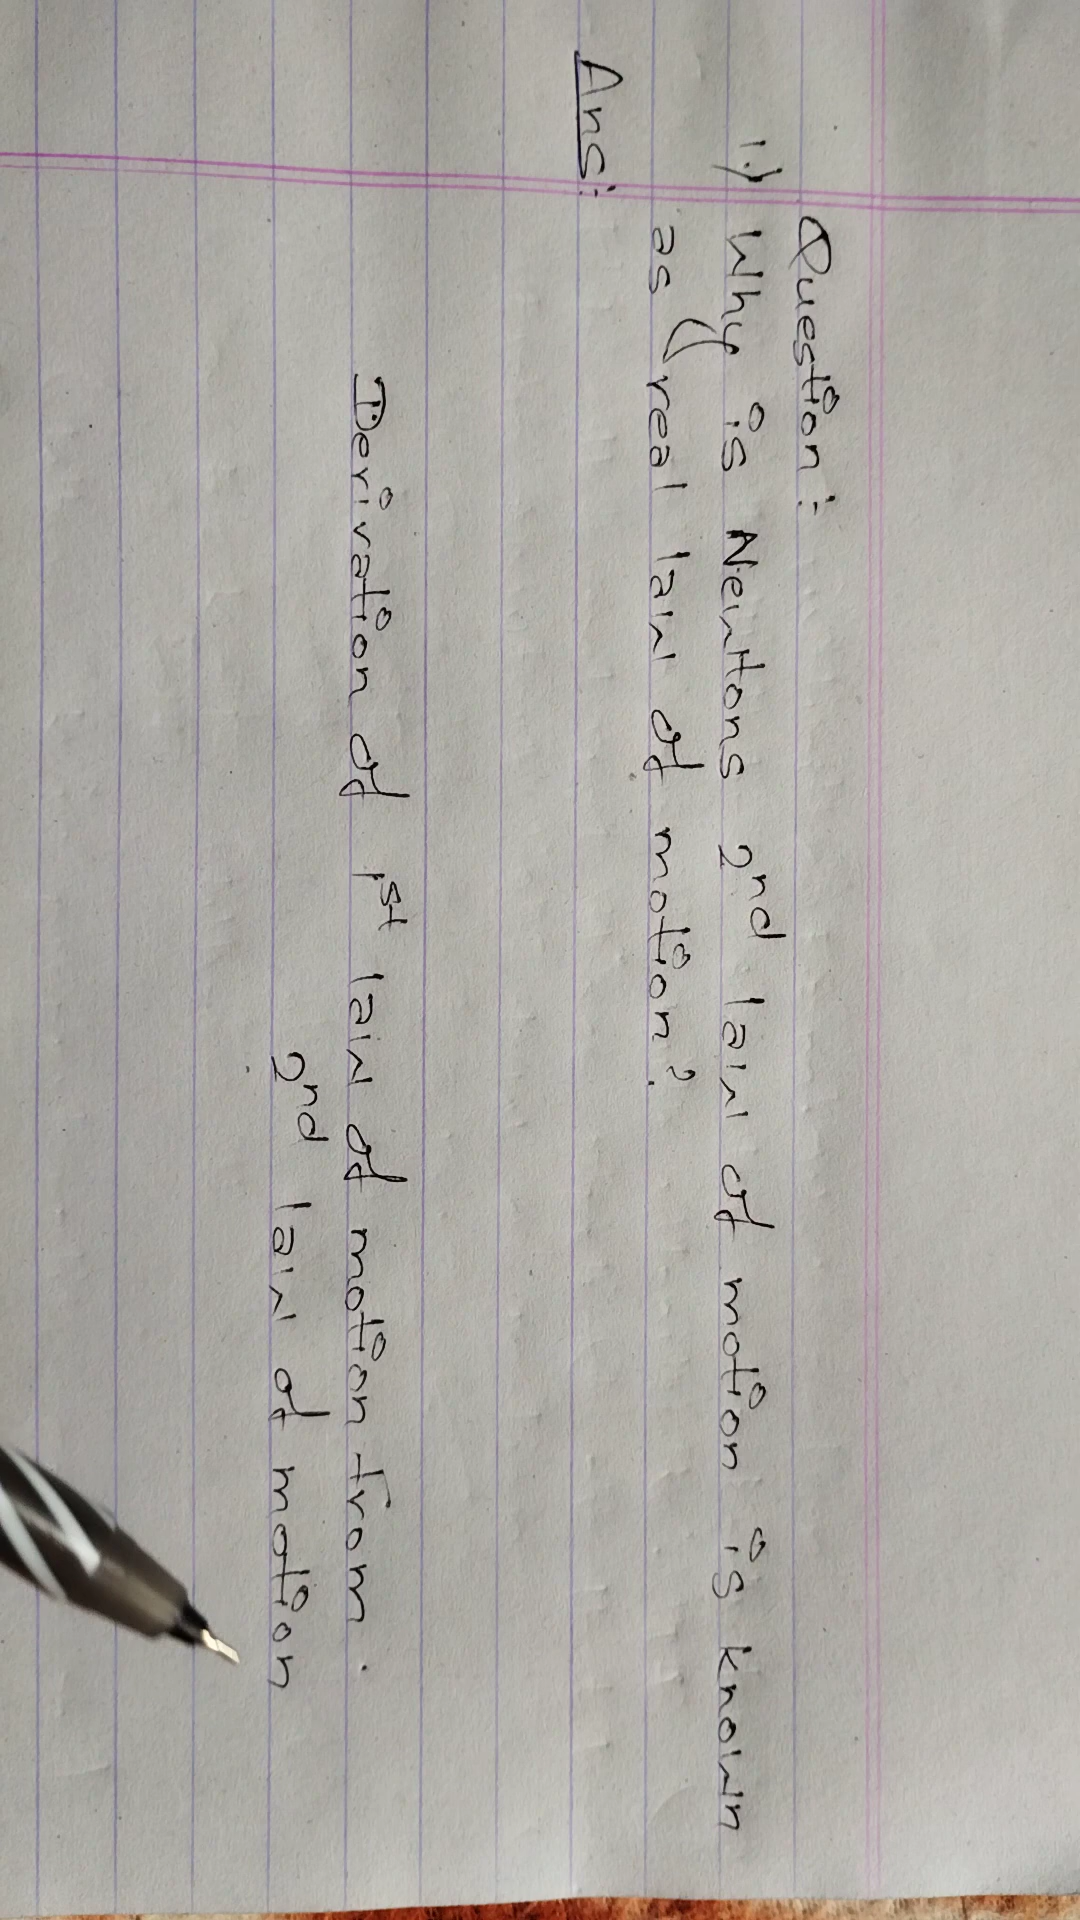 Question:
1.) Why is Newtons 2nd law of motion is known
as real law of motion?
Ans:
Derivation of 1st law of motion from.
2nd law of motion